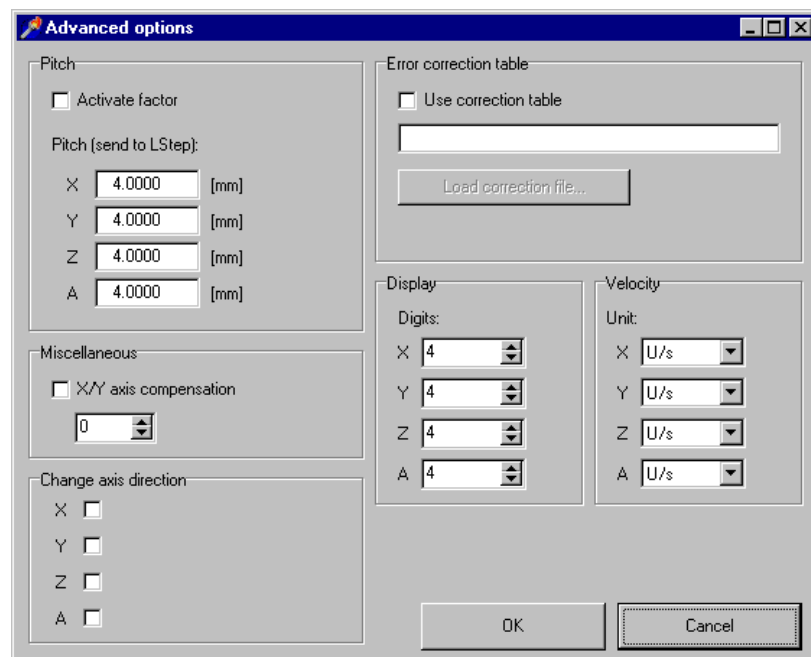 Advanced options
Pitch
Activate factor
Pitch (send to LStep):
X 4.0000 [mm]
Y 4.0000 [mm]
Z 4.0000 [mm]
A 4.0000 [mm]
Miscellaneous
X/Y axis compensation
0
Change axis direction
X
Y
Z
A
Error correction table
Use correction table
Load correction file...
Display
Digits:
X 4
Y 4
Z 4
A 4
Velocity
Unit:
X U/s
Y U/s
Z U/s
A U/s
OK
Cancel